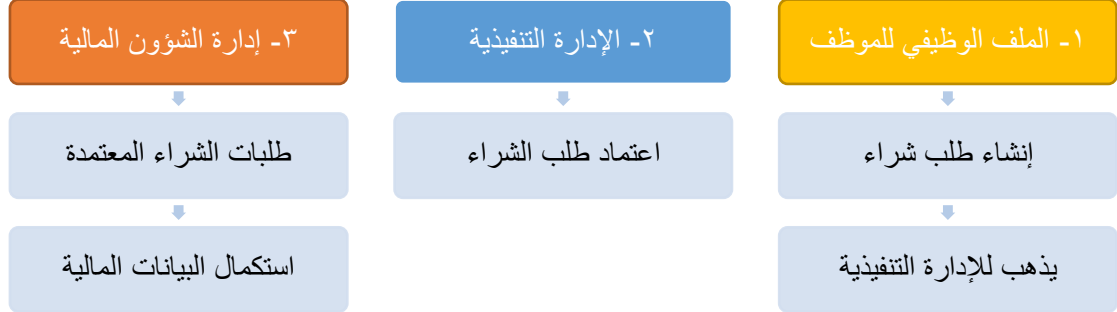 ١- الملف الوظيفي للموظف
إنشاء طلب شراء
يذهب للإدارة التنفيذية
٢- الإدارة التنفيذية
اعتماد طلب الشراء
٣- إدارة الشؤون المالية
طلبات الشراء المعتمدة
استكمال البيانات المالية